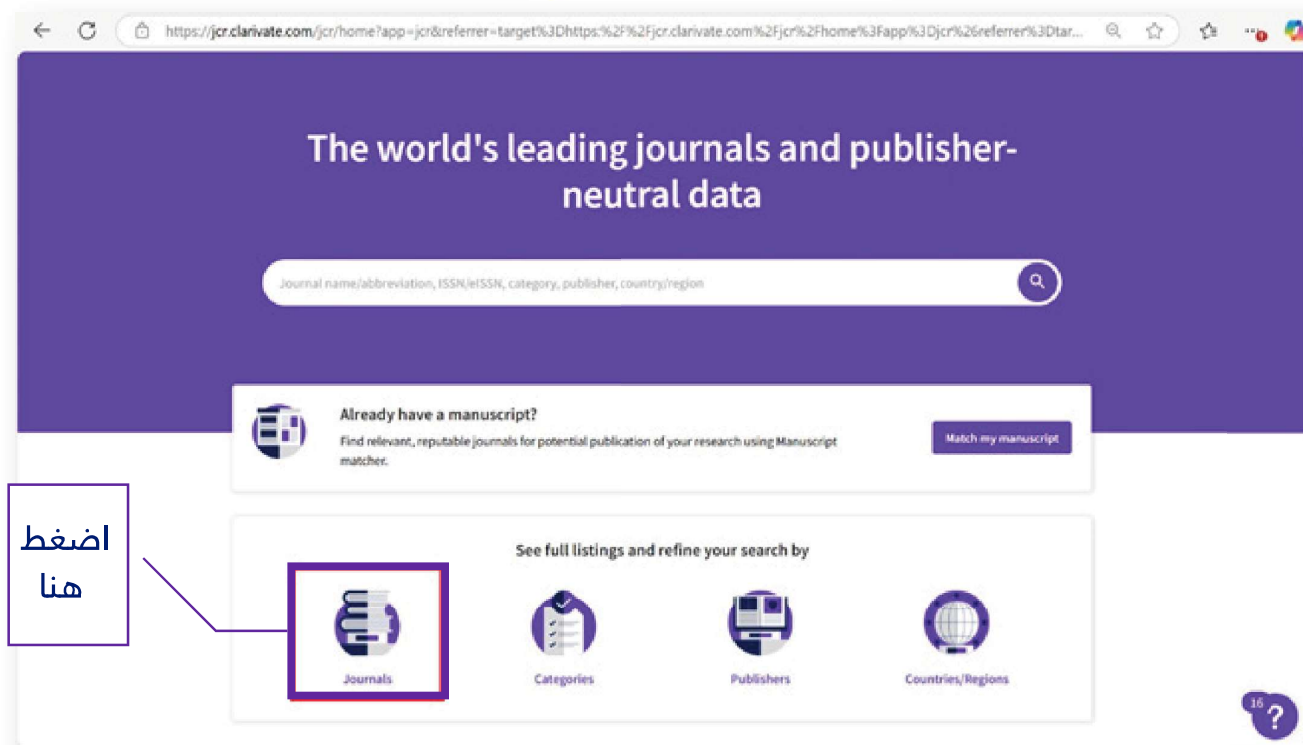 https://jcr.clarivate.com/jcr/home?app=jcr&referrer=target%3Dhttps:%2F%2Fjcr.clarivate.com%2Fjcr%2Fhome%3Fapp%3Djcr%26referrer%3Dtar...
The world's leading journals and publisher-
neutral data
Journal name/abbreviation, ISSN/eISSN, category, publisher, country/region
Already have a manuscript?
Find relevant, reputable journals for potential publication of your research using Manuscript
matcher.
Match my manuscript
اضغط
هنا
See full listings and refine your search by
Journals
Categories
Publishers
Countries/Regions
16
?